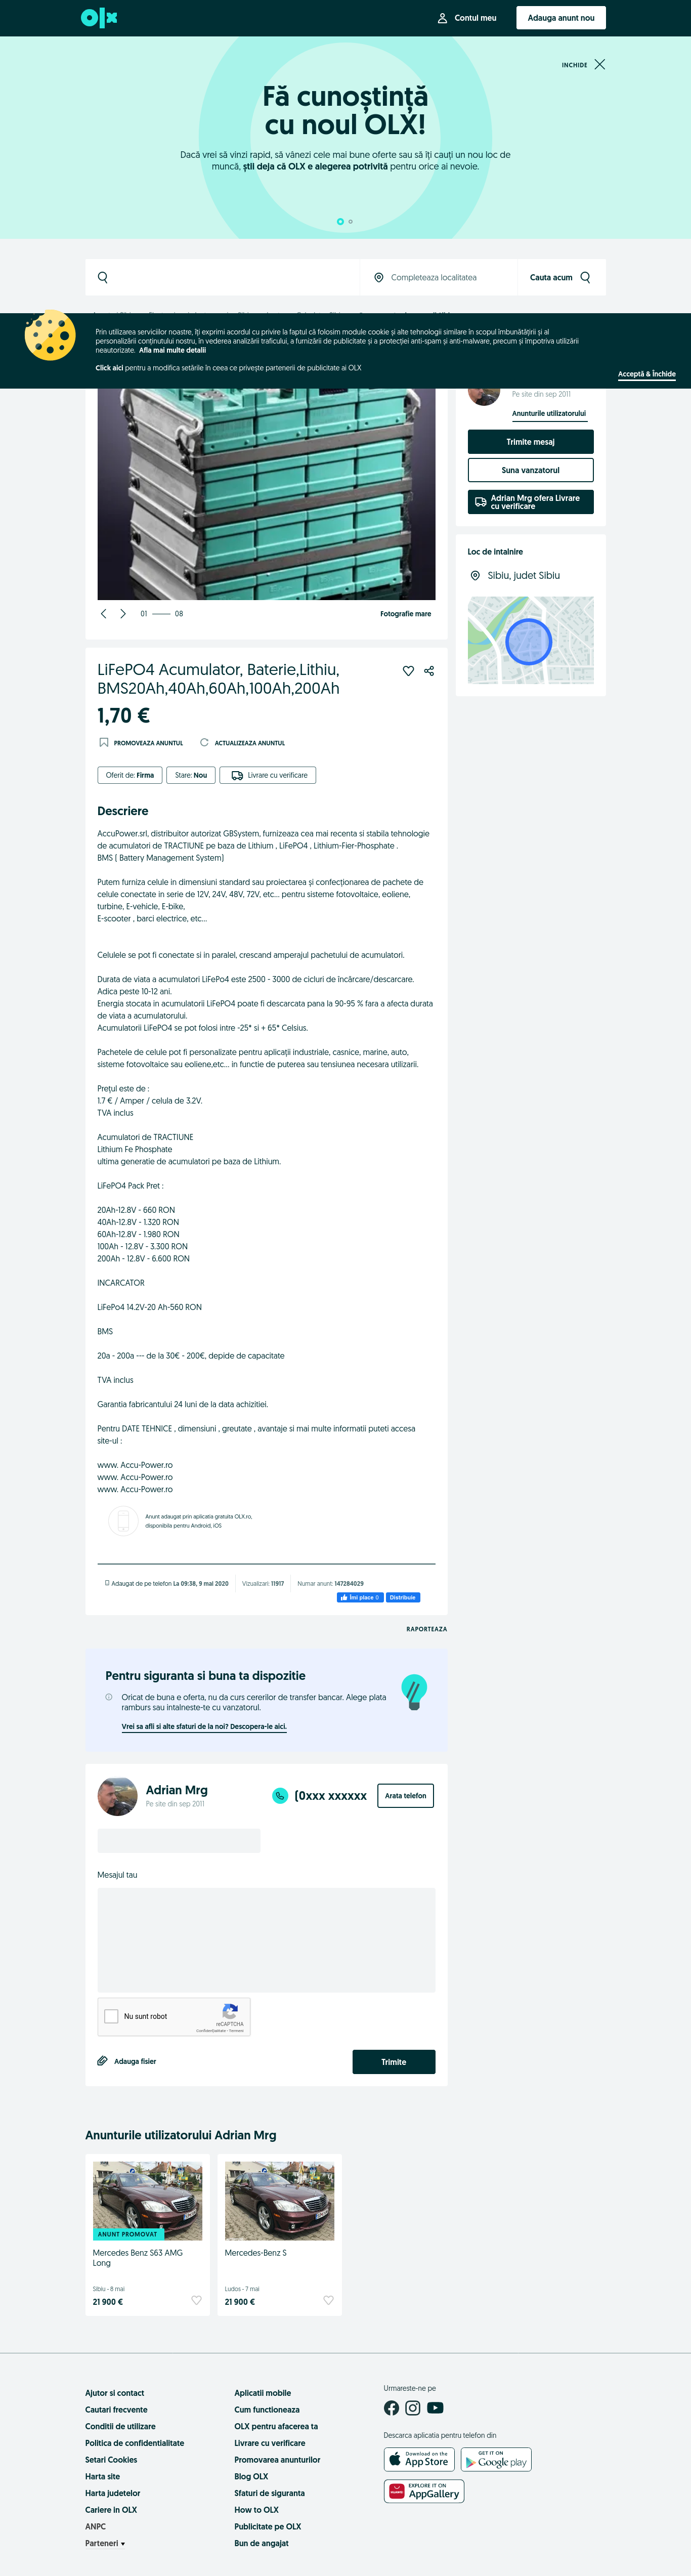 olx
Contul meu
Adauga anunt nou
INCHIDE
Fă cunoștință
cu noul OLX!
Dacă vrei să vinzi rapid, să vânezi cele mai bune oferte sau să îți cauți un nou loc de
muncă, știi deja că OLX e alegerea potrivită pentru orice ai nevoie.
Completeaza localitatea
Cauta acum
Prin utilizarea serviciilor noastre, îți exprimi acordul cu privire la faptul că folosim module cookie și alte tehnologii similare în scopul îmbunătățirii și al
personalizării conținutului nostru, în vederea analizării traficului, a furnizării de publicitate și a protecției anti-spam și anti-malware, precum și împotriva utilizării
neautorizate. Afla mai multe detalii
Click aici pentru a modifica setările în ceea ce privește partenerii de publicitate ai OLX
Acceptă & Închide
Pe site din sep 2011
Anunturile utilizatorului
Trimite mesaj
Suna vanzatorul
Adrian Mrg ofera Livrare
cu verificare
Loc de intalnire
Sibiu, judet Sibiu
01
08
Fotografie mare
LiFePO4 Acumulator, Baterie,Lithiu,
BMS20Ah,40Ah,60Ah,100Ah,200Ah
1,70 €
PROMOVEAZA ANUNTUL
ACTUALIZEAZA ANUNTUL
Oferit de: Firma
Stare: Nou
Livrare cu verificare
Descriere
AccuPower.srl, distribuitor autorizat GBSystem, furnizeaza cea mai recenta si stabila tehnologie
de acumulatori de TRACTIUNE pe baza de Lithium , LiFePO4 , Lithium-Fier-Phosphate .
BMS ( Battery Management System)
Putem furniza celule in dimensiuni standard sau proiectarea și confecționarea de pachete de
celule conectate in serie de 12V, 24V, 48V, 72V, etc... pentru sisteme fotovoltaice, eoliene,
turbine, E-vehicle, E-bike,
E-scooter , barci electrice, etc...
Celulele se pot fi conectate si in paralel, crescand amperajul pachetului de acumulatori.
Durata de viata a acumulatori LiFePo4 este 2500 - 3000 de cicluri de încărcare/descarcare.
Adica peste 10-12 ani.
Energia stocata in acumulatorii LiFePO4 poate fi descarcata pana la 90-95 % fara a afecta durata
de viata a acumulatorului.
Acumulatorii LiFePO4 se pot folosi intre -25* si + 65* Celsius.
Pachetele de celule pot fi personalizate pentru aplicații industriale, casnice, marine, auto,
sisteme fotovoltaice sau eoliene,etc... in functie de puterea sau tensiunea necesara utilizarii.
Prețul este de :
1.7 € / Amper / celula de 3.2V.
TVA inclus
Acumulatori de TRACTIUNE
Lithium Fe Phosphate
ultima generatie de acumulatori pe baza de Lithium.
LiFePO4 Pack Pret :
20Ah-12.8V - 660 RON
40Ah-12.8V - 1.320 RON
60Ah-12.8V - 1.980 RON
100Ah - 12.8V - 3.300 RON
200Ah - 12.8V - 6.600 RON
INCARCATOR
LiFePo4 14.2V-20 Ah-560 RON
BMS
20a - 200a --- de la 30€ - 200€, depide de capacitate
TVA inclus
Garantia fabricantului 24 luni de la data achizitiei.
Pentru DATE TEHNICE , dimensiuni , greutate , avantaje si mai multe informatii puteti accesa
site-ul :
www. Accu-Power.ro
www. Accu-Power.ro
www. Accu-Power.ro
Anunt adaugat prin aplicatia gratuita OLX.ro,
disponibila pentru Android, iOS
Adaugat de pe telefon La 09:38, 9 mai 2020
Vizualizari: 11917
Numar anunt: 147284029
Îmi place 0
Distribuie
RAPORTEAZA
Pentru siguranta si buna ta dispozitie
Oricat de buna e oferta, nu da curs cererilor de transfer bancar. Alege plata
ramburs sau intalneste-te cu vanzatorul.
Vrei sa afli si alte sfaturi de la noi? Descopera-le aici.
Adrian Mrg
Pe site din sep 2011
(0xxx xxxxxx
Arata telefon
Mesajul tau
Nu sunt robot
reCAPTCHA
Confidențialitate - Termeni
Adauga fisier
Trimite
Anunturile utilizatorului Adrian Mrg
ANUNT PROMOVAT
Mercedes Benz S63 AMG
Long
Sibiu - 8 mai
21 900 €
Mercedes-Benz S
Ludos - 7 mai
21 900 €
Ajutor si contact
Cautari frecvente
Conditii de utilizare
Politica de confidentialitate
Setari Cookies
Harta site
Harta judetelor
Cariere in OLX
ANPC
Parteneri
Aplicatii mobile
Cum functioneaza
OLX pentru afacerea ta
Livrare cu verificare
Promovarea anunturilor
Blog OLX
Sfaturi de siguranta
How to OLX
Publicitate pe OLX
Bun de angajat
Urmareste-ne pe
Descarca aplicatia pentru telefon din
Download on the
App Store
GET IT ON
Google play
EXPLORE IT ON
AppGallery